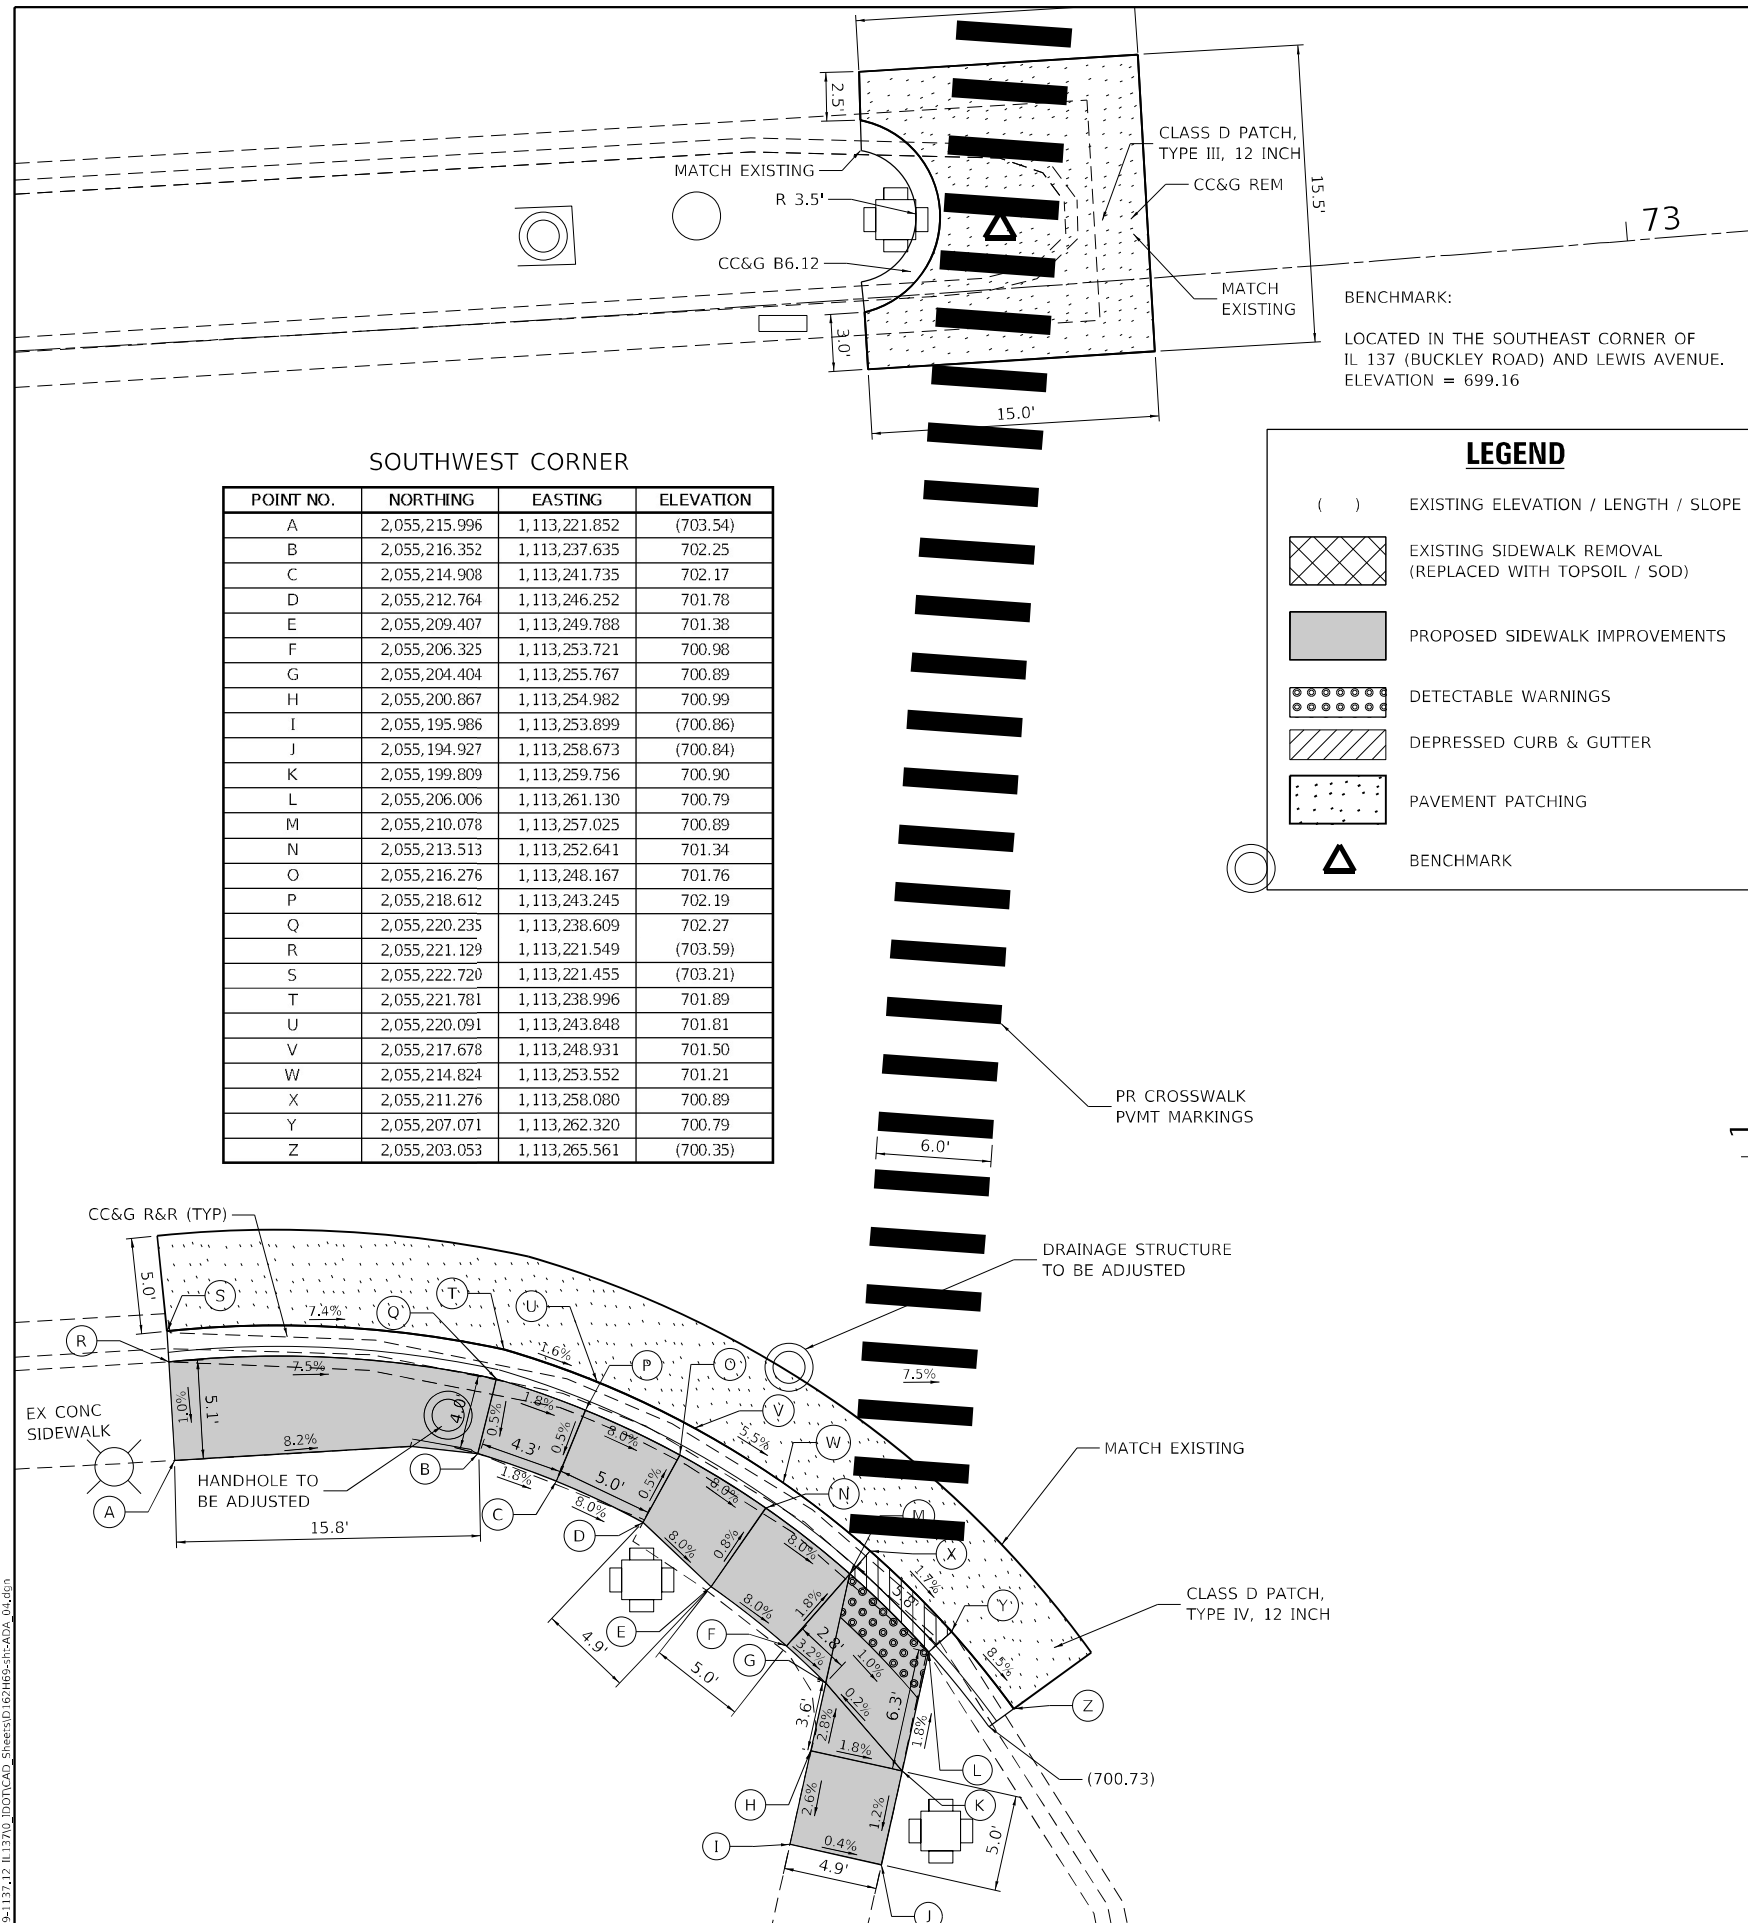 2.5'
CLASS D PATCH,
TYPE III, 12 INCH
MATCH EXISTING
CC&G REM
R 3.5'
15.5'
73
CC&G B6.12
MATCH
EXISTING
3.0'
15.0'
BENCHMARK:
LOCATED IN THE SOUTHEAST CORNER OF
IL 137 (BUCKLEY ROAD) AND LEWIS AVENUE.
ELEVATION = 699.16
SOUTHWEST CORNER
POINT NO. NORTHING EASTING ELEVATION
A 2,055,215.996 1,113,221.852 (703.54)
B 2,055,216.352 1,113,237.635 702.25
C 2,055,214.908 1,113,241.735 702.17
D 2,055,212.764 1,113,246.252 701.78
E 2,055,209.407 1,113,249.788 701.38
F 2,055,206.325 1,113,253.721 700.98
G 2,055,204.404 1,113,255.767 700.89
H 2,055,200.867 1,113,254.982 700.99
I 2,055,195.986 1,113,253.899 (700.86)
J 2,055,194.927 1,113,258.673 (700.84)
K 2,055,199.809 1,113,259.756 700.90
L 2,055,206.006 1,113,261.130 700.79
M 2,055,210.078 1,113,257.025 700.89
N 2,055,213.513 1,113,252.641 701.34
O 2,055,216.276 1,113,248.167 701.76
P 2,055,218.612 1,113,243.245 702.19
Q 2,055,220.235 1,113,238.609 702.27
R 2,055,221.129 1,113,221.549 (703.59)
S 2,055,222.720 1,113,221.455 (703.21)
T 2,055,221.781 1,113,238.996 701.89
U 2,055,220.091 1,113,243.848 701.81
V 2,055,217.678 1,113,248.931 701.50
W 2,055,214.824 1,113,253.552 701.21
X 2,055,211.276 1,113,258.080 700.89
Y 2,055,207.071 1,113,262.320 700.79
Z 2,055,203.053 1,113,265.561 (700.35)
LEGEND
( ) EXISTING ELEVATION / LENGTH / SLOPE
EXISTING SIDEWALK REMOVAL
(REPLACED WITH TOPSOIL / SOD)
PROPOSED SIDEWALK IMPROVEMENTS
DETECTABLE WARNINGS
DEPRESSED CURB & GUTTER
PAVEMENT PATCHING
BENCHMARK
PR CROSSWALK
PVMT MARKINGS
6.0'
1
CC&G R&R (TYP)
DRAINAGE STRUCTURE
TO BE ADJUSTED
5.0'
S
7.4%
Q
T
U
R
7.5%
1.6%
P
O
7.5%
1.0%
5.1'
4.0'
0.5%
1.8%
0.5%
8.0%
V
5.5%
W
EX CONC
SIDEWALK
8.2%
4.3'
5.0'
0.5%
8.0%
MATCH EXISTING
HANDHOLE TO
BE ADJUSTED
B
1.8%
8.0%
N
A
15.8'
C
D
8.0%
0.8%
8.0%
M
X
1.7%
5.8'
CLASS D PATCH,
TYPE IV, 12 INCH
4.9'
E
8.0%
1.8%
Y
F
2.8'
3.2%
1.0%
8.5%
G
5.0'
3.6'
2.8%
0.2%
6.3'
1.8%
Z
1.8%
L
(700.73)
H
2.6%
1.2%
K
I
0.4%
5.0'
4.9'
J
9-1137.12 IL137\0_IDOT\CAD_Sheets\D162H69-sht-ADA_04.dgn